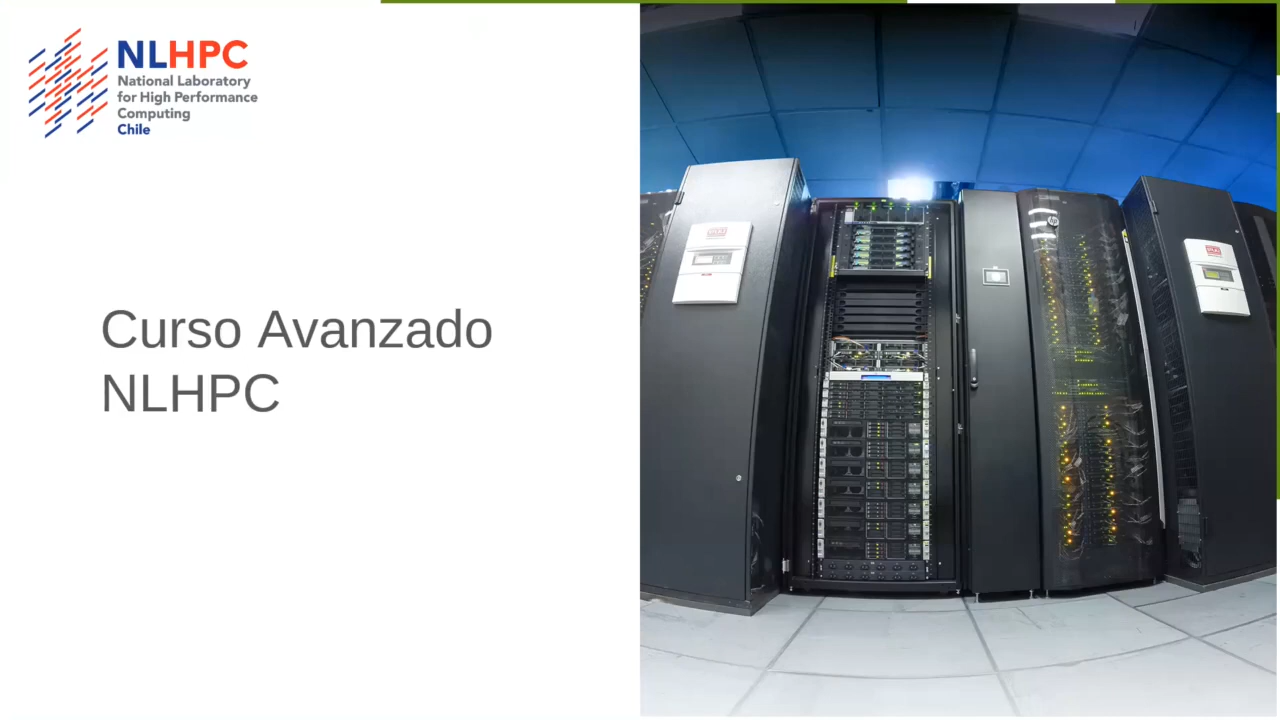 NLHPC
National Laboratory
for High Performance
Computing
Chile
Curso Avanzado
NLHPC